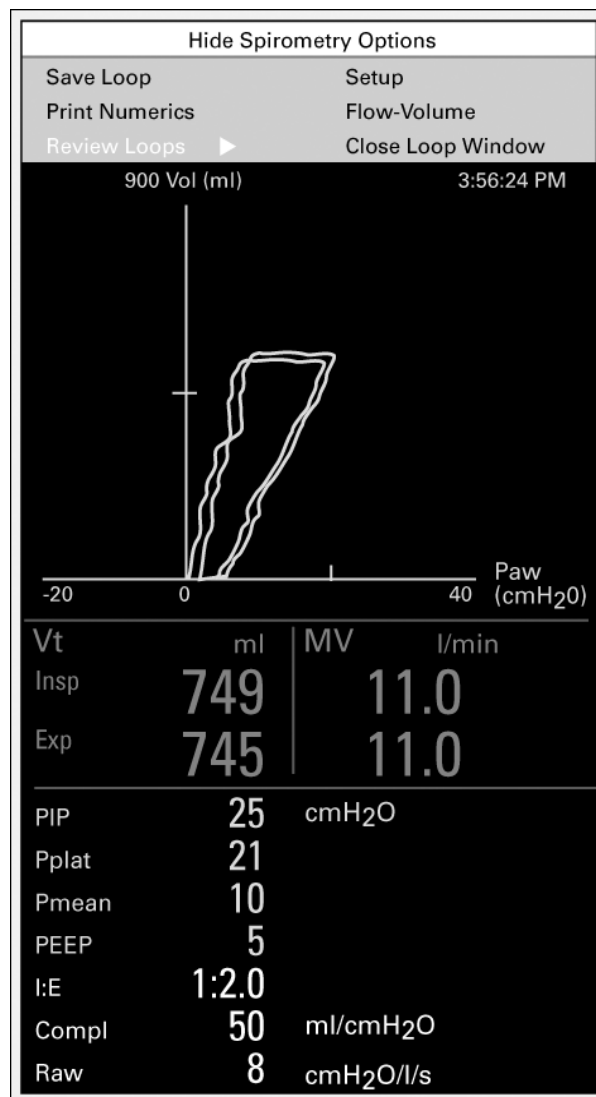 Hide Spirometry Options
Save Loop Setup
Print Numerics Flow-Volume
Review Loops Close Loop Window
900 Vol (ml) 3:56:24 PM
-20 0 40 Paw (cmH20)
Vt ml MV l/min
Insp 749 11.0
Exp 745 11.0
PIP 25 cmH2O
Pplat 21
Pmean 10
PEEP 5
I:E 1:2.0
Compl 50 ml/cmH2O
Raw 8 cmH2O/l/s